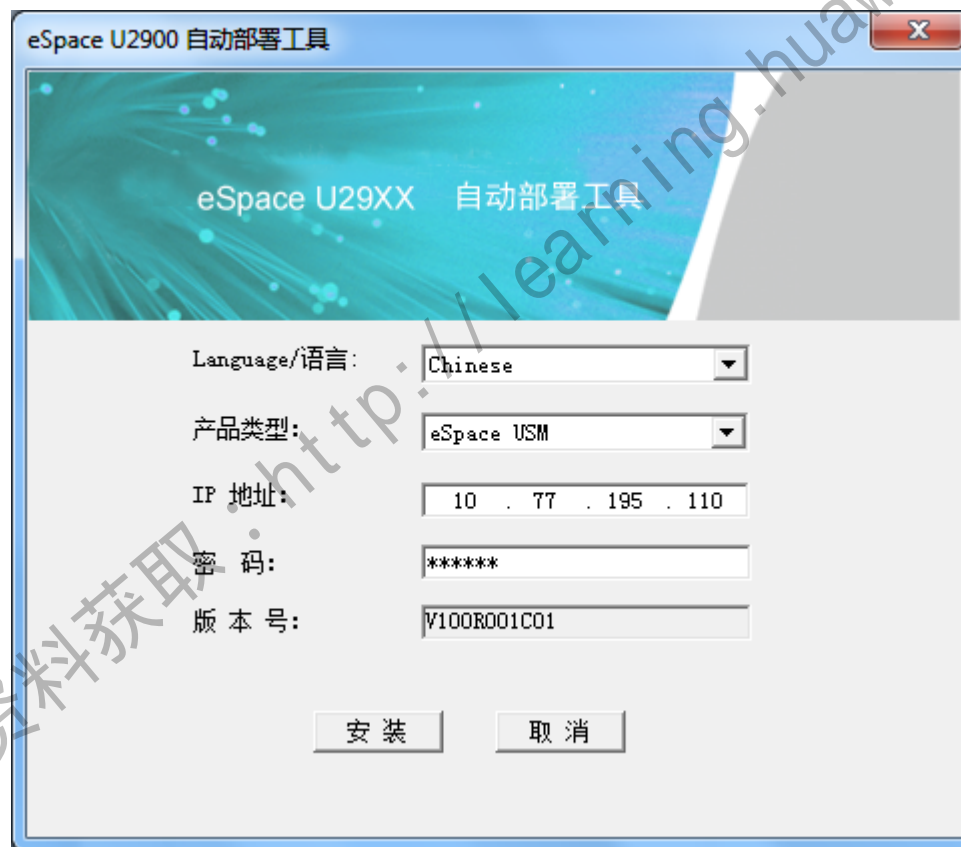 eSpace U2900 自动部署工具
eSpace U29XX 自动部署工具
Language/语言: Chinese
产品类型: eSpace USM
IP 地址: 10 . 77 . 195 . 110
密 码: ******
版 本 号: V100R001C01
安 装 取 消
资料获取:http://learning.huaw